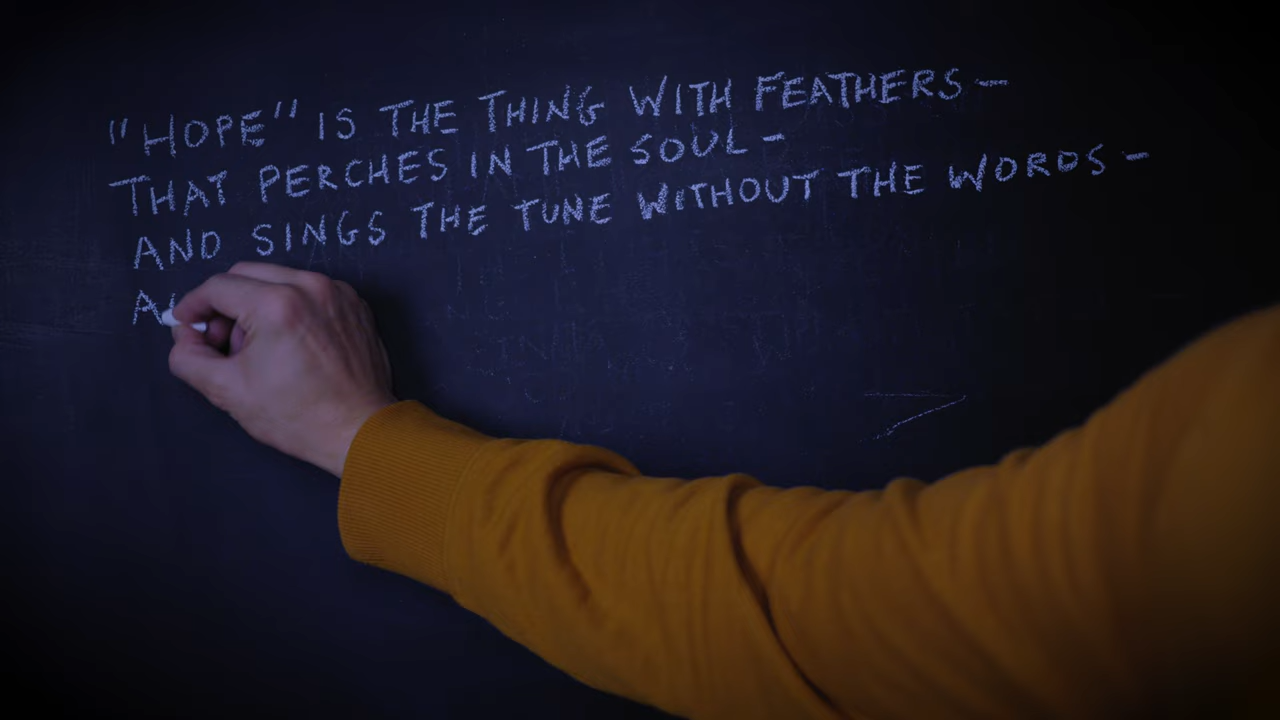 "HOPE" IS THE THING WITH FEATHERS –
THAT PERCHES IN THE SOUL –
AND SINGS THE TUNE WITHOUT THE WORDS –